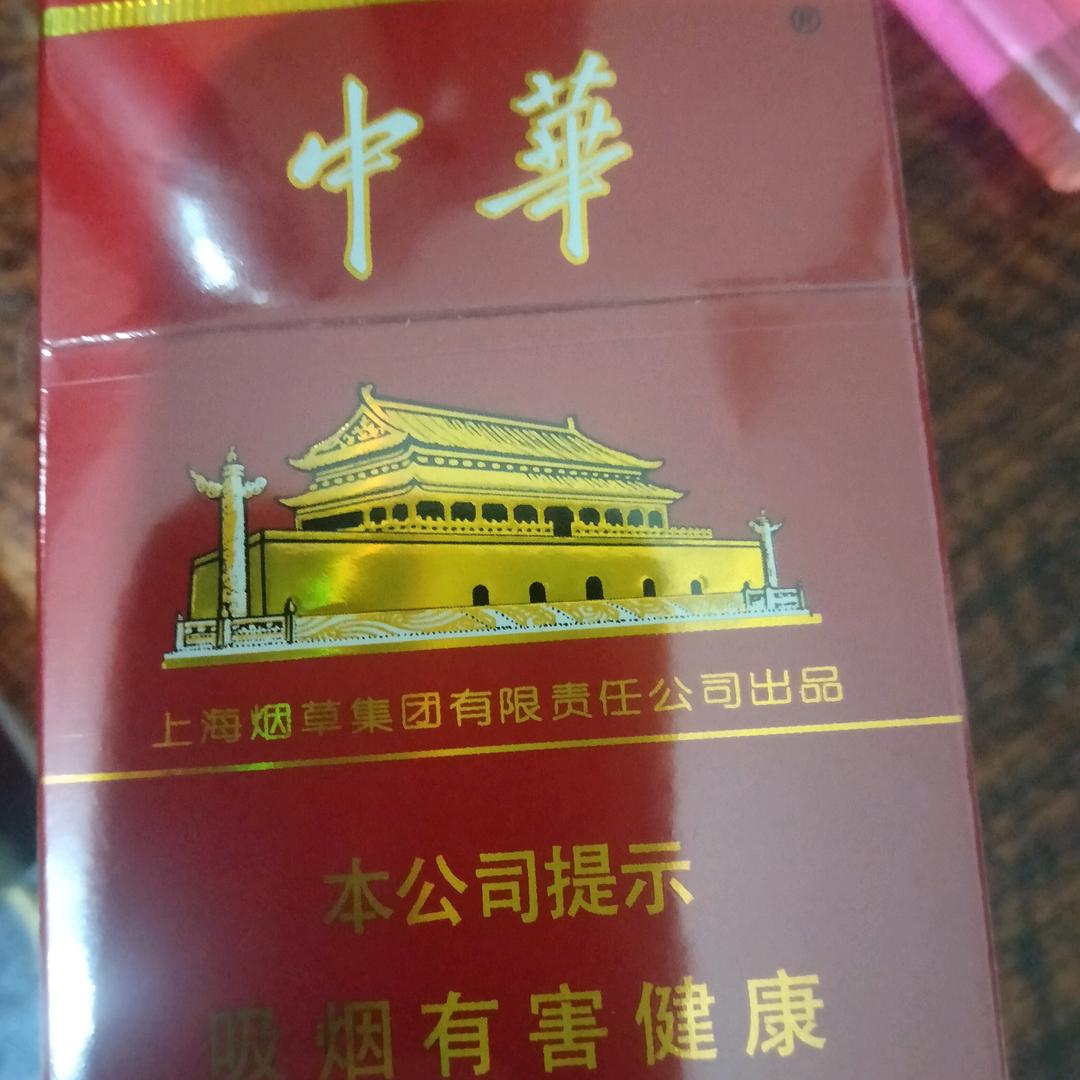 中華
®
上海烟草集团有限责任公司出品
本公司提示
吸烟有害健康